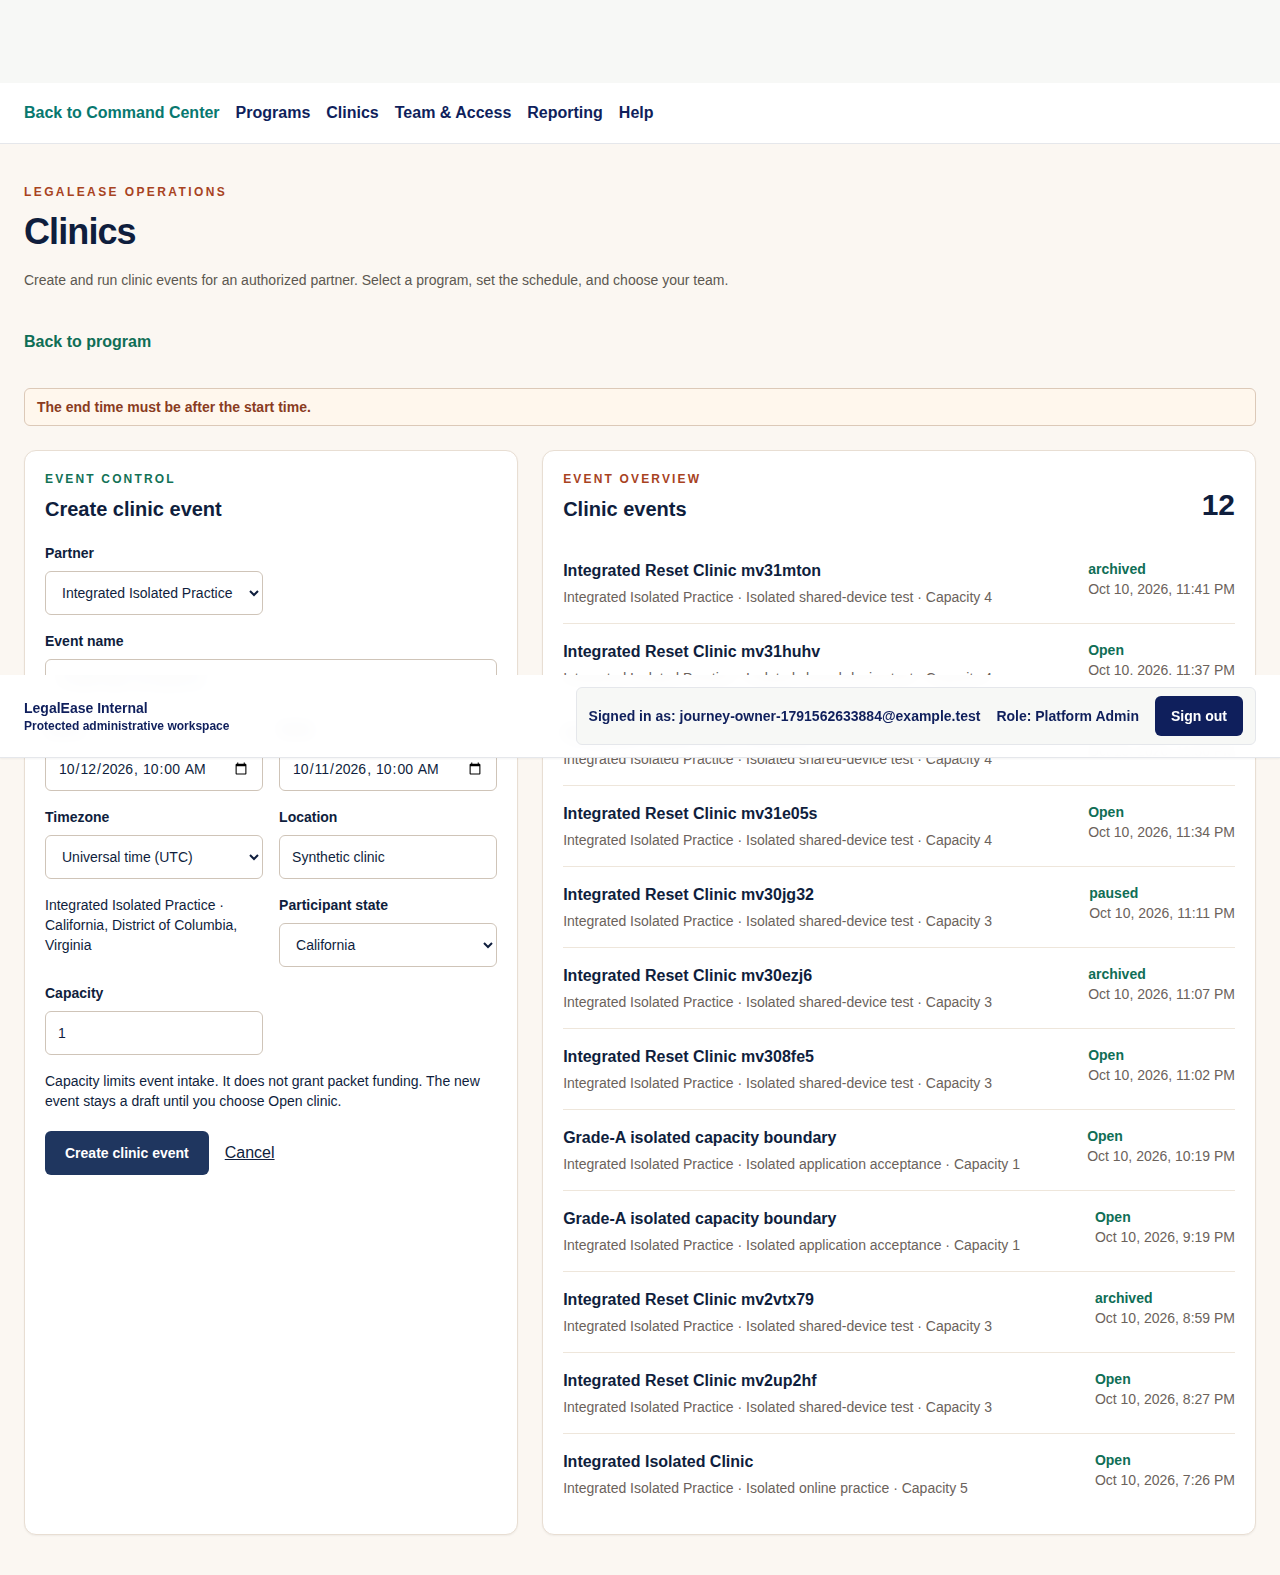 Back to Command Center Programs Clinics Team & Access Reporting Help
LEGALEASE OPERATIONS
Clinics
Create and run clinic events for an authorized partner. Select a program, set the schedule, and choose your team.
Back to program
The end time must be after the start time.
EVENT CONTROL
Create clinic event
Partner
Integrated Isolated Practice
Event name
LegalEase Internal
Protected administrative workspace
Signed in as: journey-owner-1791562633884@example.test Role: Platform Admin Sign out
10/12/2026, 10:00 AM
10/11/2026, 10:00 AM
Timezone
Location
Universal time (UTC)
Synthetic clinic
Integrated Isolated Practice ·
California, District of Columbia,
Virginia
Participant state
California
Capacity
1
Capacity limits event intake. It does not grant packet funding. The new
event stays a draft until you choose Open clinic.
Create clinic event Cancel
EVENT OVERVIEW
Clinic events
12
Integrated Reset Clinic mv31mton
archived
Integrated Isolated Practice · Isolated shared-device test · Capacity 4
Oct 10, 2026, 11:41 PM
Integrated Reset Clinic mv31huhv
Open
Oct 10, 2026, 11:37 PM
Integrated Isolated Practice · Isolated shared-device test · Capacity 4
Integrated Reset Clinic mv31e05s
Open
Integrated Isolated Practice · Isolated shared-device test · Capacity 4
Oct 10, 2026, 11:34 PM
Integrated Reset Clinic mv30jg32
paused
Integrated Isolated Practice · Isolated shared-device test · Capacity 3
Oct 10, 2026, 11:11 PM
Integrated Reset Clinic mv30ezj6
archived
Integrated Isolated Practice · Isolated shared-device test · Capacity 3
Oct 10, 2026, 11:07 PM
Integrated Reset Clinic mv308fe5
Open
Integrated Isolated Practice · Isolated shared-device test · Capacity 3
Oct 10, 2026, 11:02 PM
Grade-A isolated capacity boundary
Open
Integrated Isolated Practice · Isolated application acceptance · Capacity 1
Oct 10, 2026, 10:19 PM
Grade-A isolated capacity boundary
Open
Integrated Isolated Practice · Isolated application acceptance · Capacity 1
Oct 10, 2026, 9:19 PM
Integrated Reset Clinic mv2vtx79
archived
Integrated Isolated Practice · Isolated shared-device test · Capacity 3
Oct 10, 2026, 8:59 PM
Integrated Reset Clinic mv2up2hf
Open
Integrated Isolated Practice · Isolated shared-device test · Capacity 3
Oct 10, 2026, 8:27 PM
Integrated Isolated Clinic
Open
Integrated Isolated Practice · Isolated online practice · Capacity 5
Oct 10, 2026, 7:26 PM